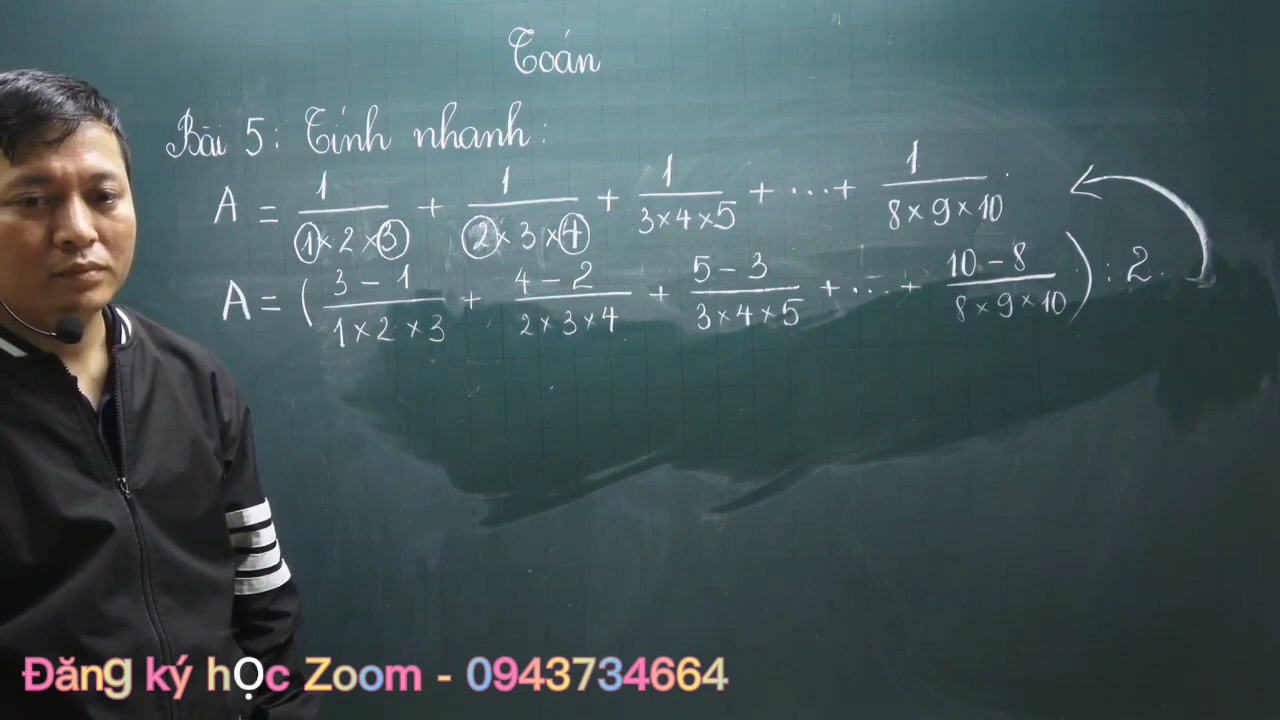 Toán
Bài 5: Tính nhanh:
A = 1/(1×2×3) + 1/(2×3×4) + 1/(3×4×5) + ... + 1/(8×9×10).
A = ( (3-1)/(1×2×3) + (4-2)/(2×3×4) + (5-3)/(3×4×5) + ... + (10-8)/(8×9×10) ) : 2.
Đăng ký học Zoom - 0943734664